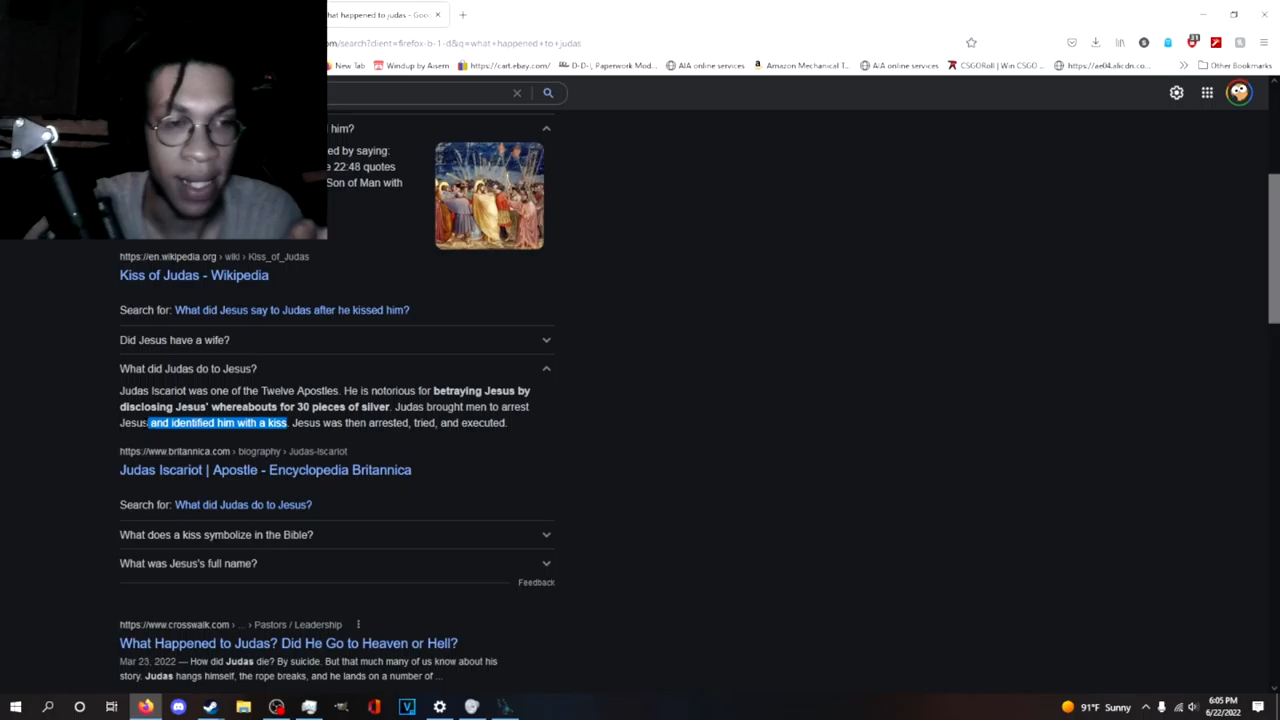 hat happened to judas - Goo
om/search?client=firefox-b-1-d&q=what+happened+to+judas
31
New Tab Windup by Aisern https://cart.ebay.com/ D-D-I, Paperwork Mod... AIA online services Amazon Mechanical T... AIA online services CSGORoll | Win CSGO ... https://ae04.alicdn.co... Other Bookmarks
him?
ed by saying:
e 22:48 quotes
Son of Man with
https://en.wikipedia.org › wiki › Kiss_of_Judas
Kiss of Judas - Wikipedia
Search for: What did Jesus say to Judas after he kissed him?
Did Jesus have a wife?
What did Judas do to Jesus?
Judas Iscariot was one of the Twelve Apostles. He is notorious for betraying Jesus by
disclosing Jesus' whereabouts for 30 pieces of silver. Judas brought men to arrest
Jesus and identified him with a kiss. Jesus was then arrested, tried, and executed.
https://www.britannica.com › biography › Judas-Iscariot
Judas Iscariot | Apostle - Encyclopedia Britannica
Search for: What did Judas do to Jesus?
What does a kiss symbolize in the Bible?
What was Jesus's full name?
Feedback
https://www.crosswalk.com › ... › Pastors / Leadership
What Happened to Judas? Did He Go to Heaven or Hell?
Mar 23, 2022 — How did Judas die? By suicide. But that much many of us know about his
story. Judas hangs himself, the rope breaks, and he lands on a number of ...
91°F Sunny
6:05 PM
6/22/2022